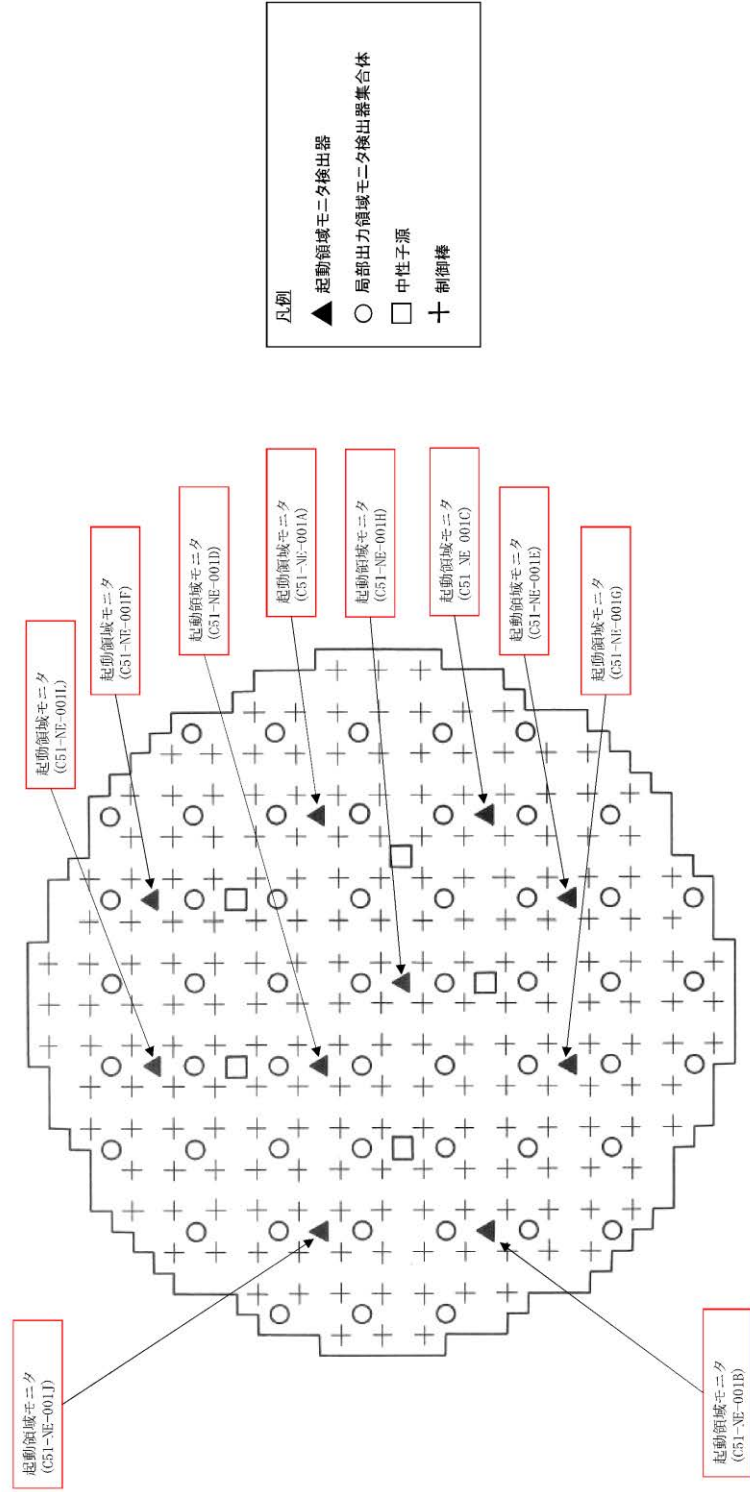 凡例
起動領域モニタ検出器
局部出力領域モニタ検出器集合体
中性子源
制御棒
起動領域モニタ
(C51-NE-001J)
起動領域モニタ
(C51-NE-001B)
起動領域モニタ
(C51-NE-001L)
起動領域モニタ
(C51-NE-001F)
起動領域モニタ
(C51-NE-001D)
起動領域モニタ
(C51-NE-001A)
起動領域モニタ
(C51-NE-001H)
起動領域モニタ
(C51 NE 001C)
起動領域モニタ
(C51-NE-001E)
起動領域モニタ
(C51-NE-001G)